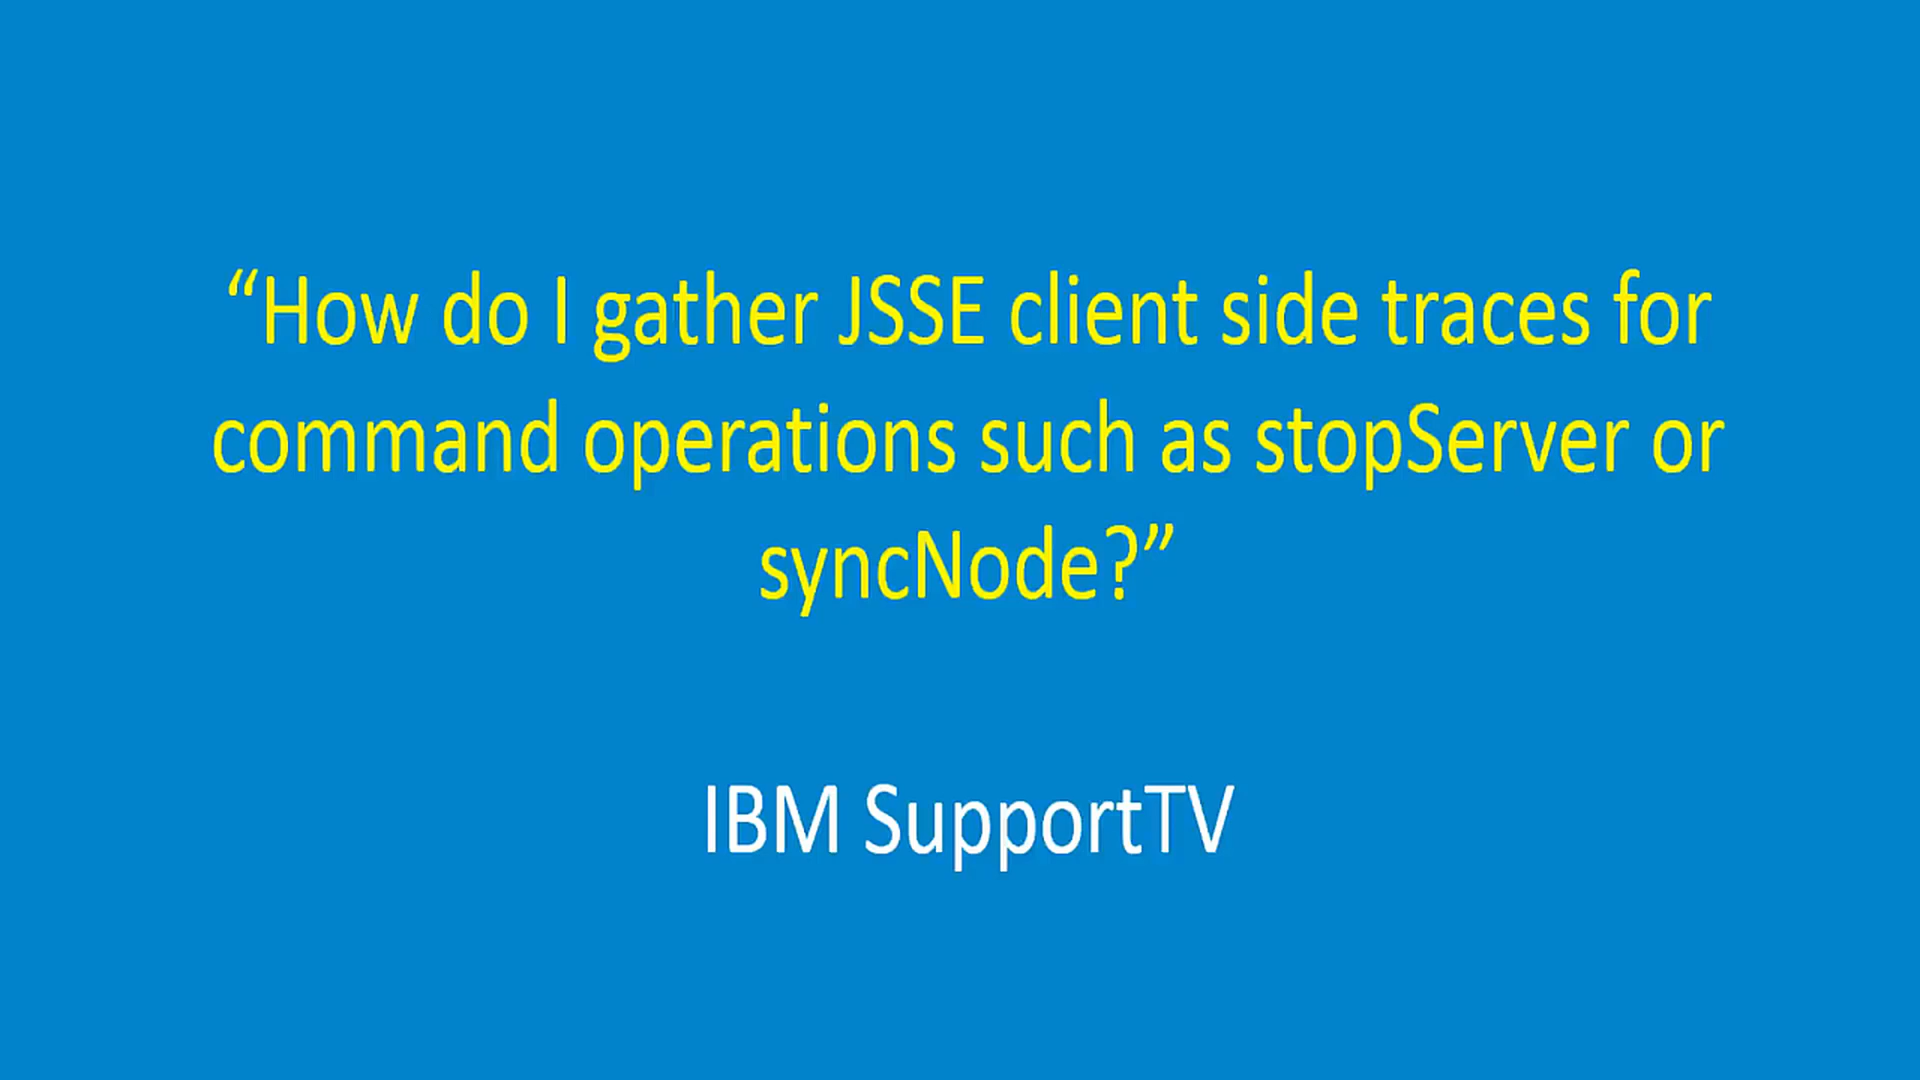 “How do I gather JSSE client side traces for
command operations such as stopServer or
syncNode?”
IBM SupportTV